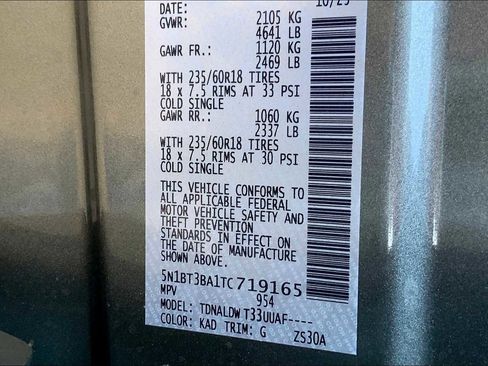 DATE: 10/25
GVWR: 2105 KG
4641 LB
GAWR FR.: 1120 KG
2469 LB
WITH 235/60R18 TIRES
18 x 7.5 RIMS AT 33 PSI
COLD SINGLE
GAWR RR.: 1060 KG
2337 LB
WITH 235/60R18 TIRES
18 x 7.5 RIMS AT 30 PSI
COLD SINGLE
THIS VEHICLE CONFORMS TO
ALL APPLICABLE FEDERAL
MOTOR VEHICLE SAFETY AND
THEFT PREVENTION
STANDARDS IN EFFECT ON
THE DATE OF MANUFACTURE
SHOWN ABOVE.
5N1BT3BA1TC719165
MPV 954
MODEL: TDNALDWT33UUAF----
COLOR: KAD TRIM: G ZS30A